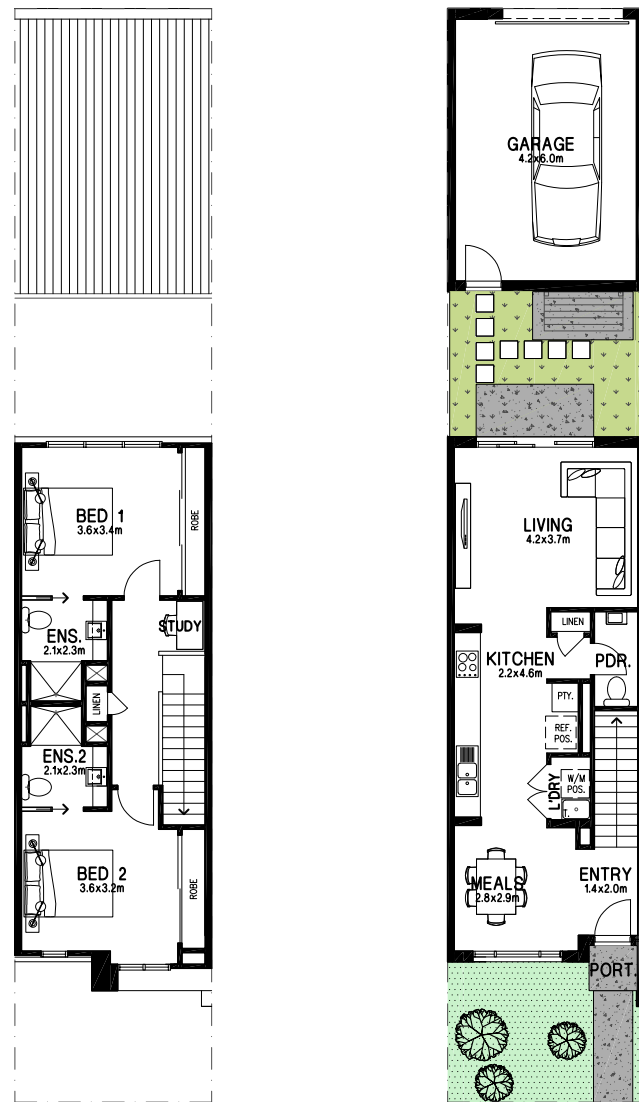 BED 1
3.6x3.4m
ROBE
STUDY
ENS.
2.1x2.3m
LINEN
ENS.2
2.1x2.3m
BED 2
3.6x3.2m
ROBE
GARAGE
4.2x6.0m
LIVING
4.2x3.7m
LINEN
KITCHEN
2.2x4.6m
PDR.
PTY.
REF.
POS.
L'DRY
W/M
POS.
T.
MEALS
2.8x2.9m
ENTRY
1.4x2.0m
PORT.